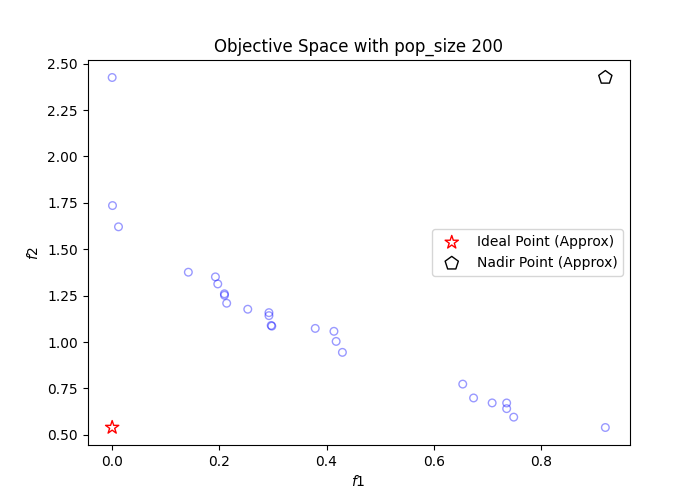 Objective Space with pop_size 200
f2
2.50
2.25
2.00
1.75
1.50
1.25
1.00
0.75
0.50
Ideal Point (Approx)
Nadir Point (Approx)
0.0 0.2 0.4 0.6 0.8
f1